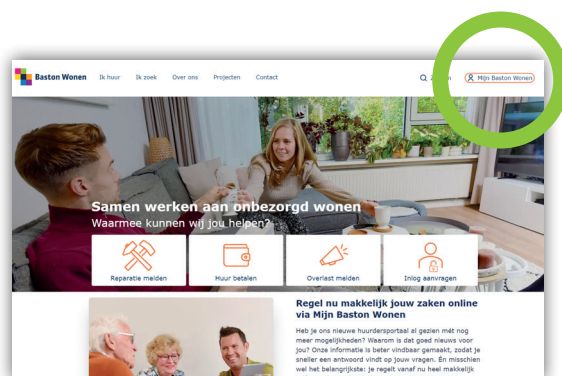 Baston Wonen Ik huur Ik zoek Over ons Projecten Contact Mijn Baston Wonen
Samen werken aan onbezorgd wonen
Waarmee kunnen wij jou helpen?
Reparatie melden Huur betalen Overlast melden Inlog aanvragen
Regel nu makkelijk jouw zaken online
via Mijn Baston Wonen
Heb je ons nieuwe huurdersportaal al gezien mét nog
meer mogelijkheden? Waarom is dat goed nieuws voor
jou? Onze informatie is beter vindbaar gemaakt, zodat je
sneller een antwoord vindt op jouw vragen. Én misschien
wel het belangrijkste: je regelt vanaf nu heel makkelijk